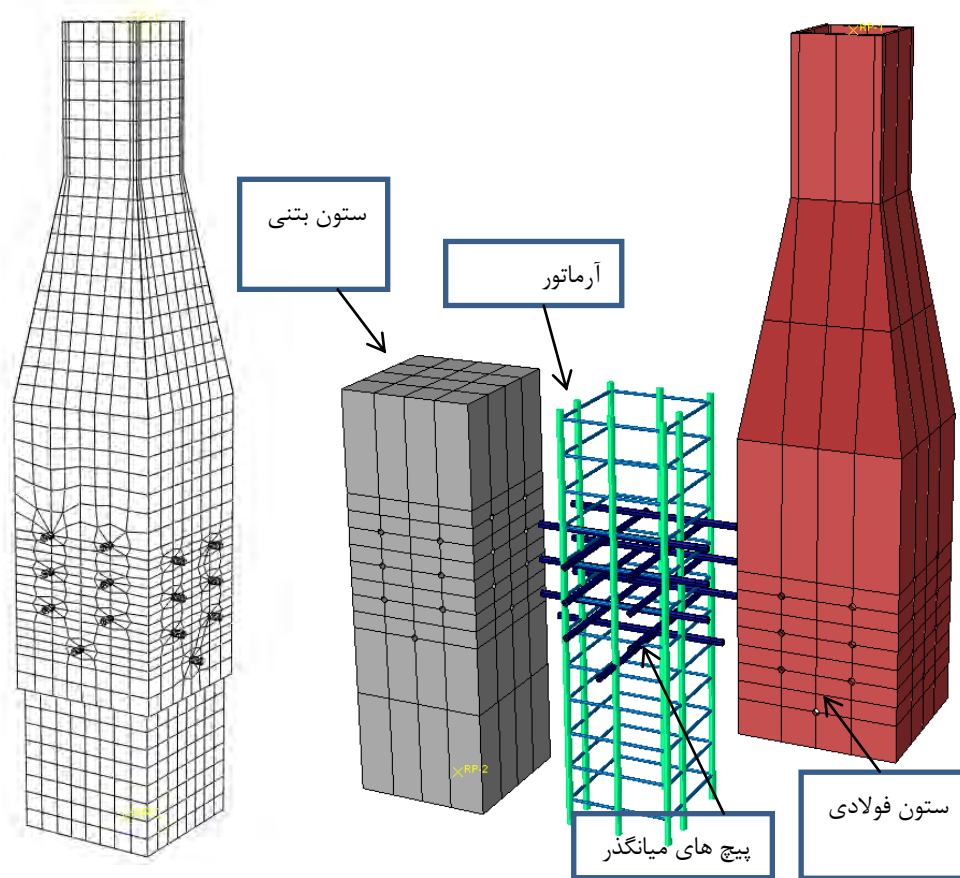 RP-1
RP-1
ستون بتنی
آرماتور
RP-2
ستون فولادی
پیچ های میانگذر